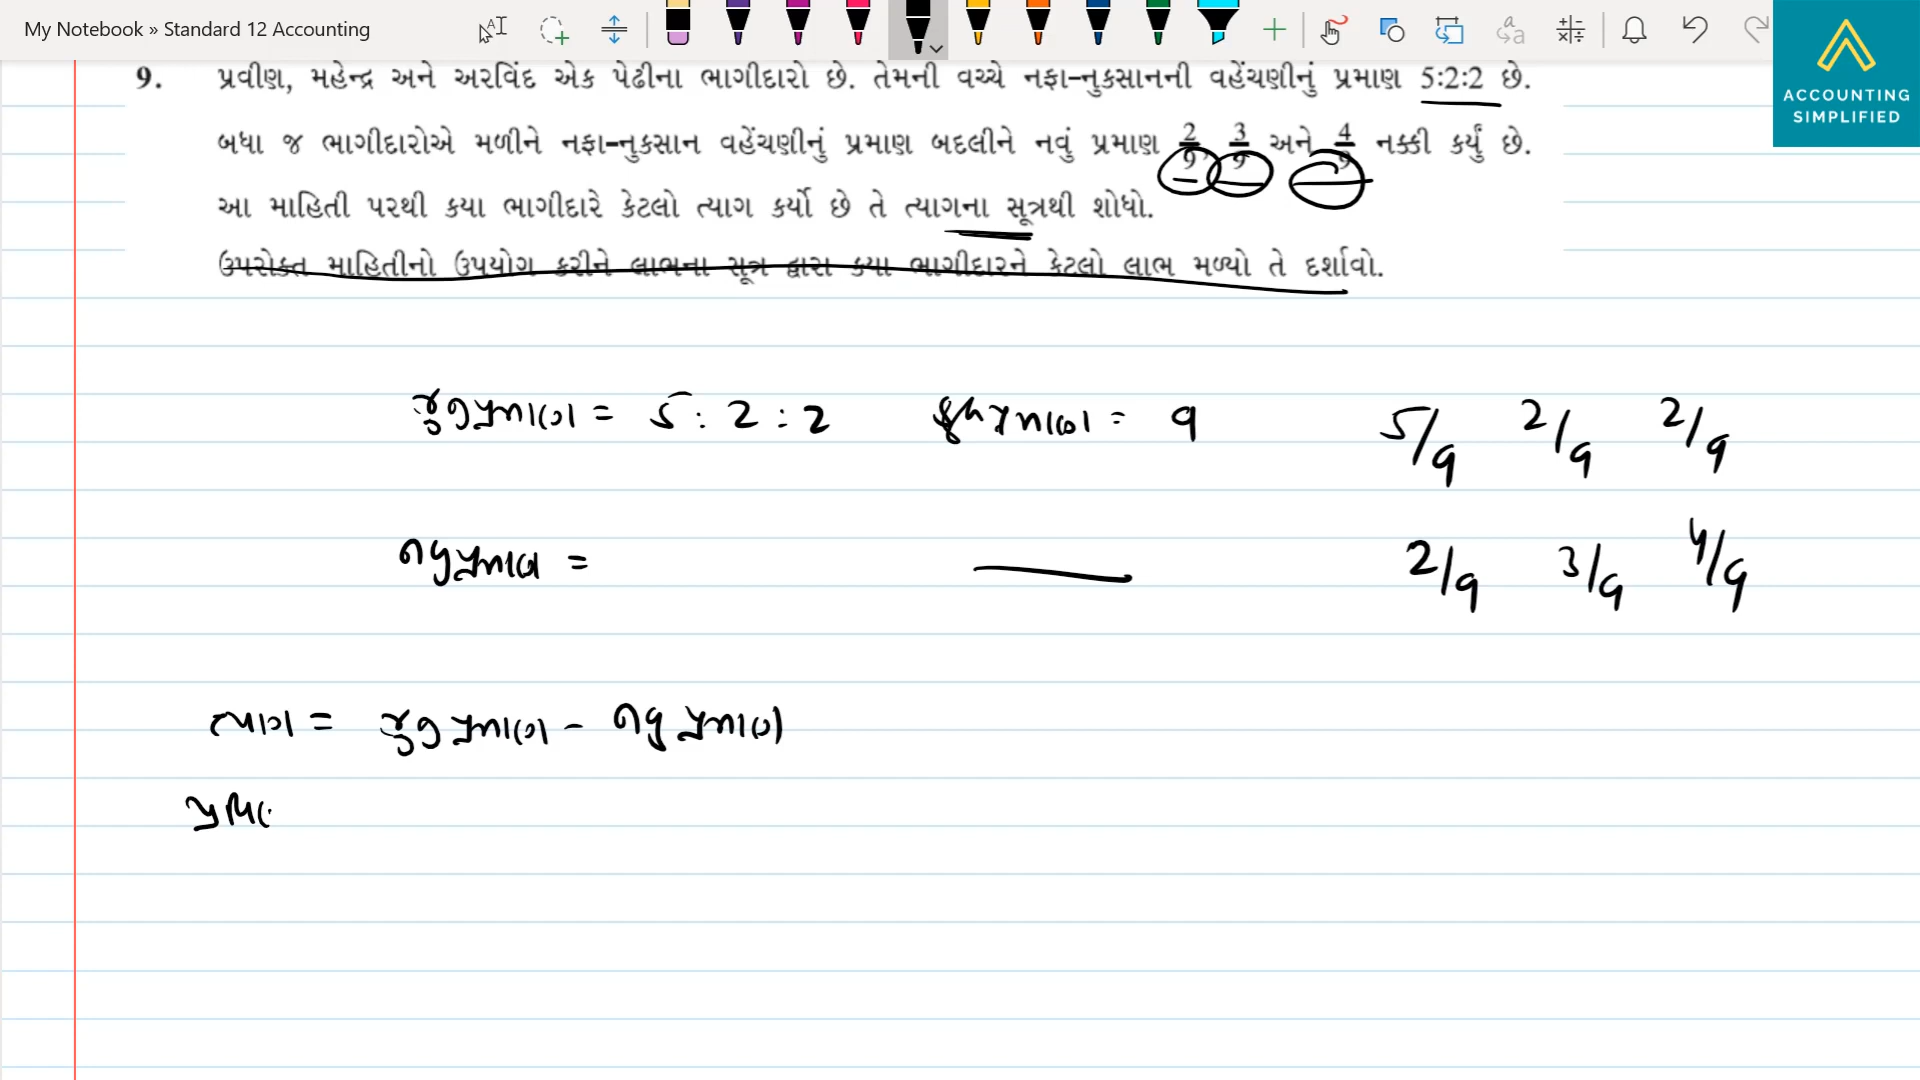 My Notebook » Standard 12 Accounting
ACCOUNTING
SIMPLIFIED
9. પ્રવીણ, મહેન્દ્ર અને અરવિંદ એક પેઢીના ભાગીદારો છે. તેમની વચ્ચે નફા-નુકસાનની વહેંચણીનું પ્રમાણ 5:2:2 છે.
બધા જ ભાગીદારોએ મળીને નફા-નુકસાન વહેંચણીનું પ્રમાણ બદલીને નવું પ્રમાણ 2/9, 3/9 અને 4/9 નક્કી કર્યું છે.
આ માહિતી પરથી કયા ભાગીદારે કેટલો ત્યાગ કર્યો છે તે ત્યાગના સૂત્રથી શોધો.
ઉપરોક્ત માહિતીનો ઉપયોગ કરીને લાભના સૂત્ર દ્વારા કયા ભાગીદારને કેટલો લાભ મળ્યો તે દર્શાવો.
જુનુ પ્રમાણ = 5 : 2 : 2 કુલ પ્રમાણ = 9 5/9 2/9 2/9
નવુ પ્રમાણ = 2/9 3/9 4/9
ત્યાગ = જુનુ પ્રમાણ - નવુ પ્રમાણ